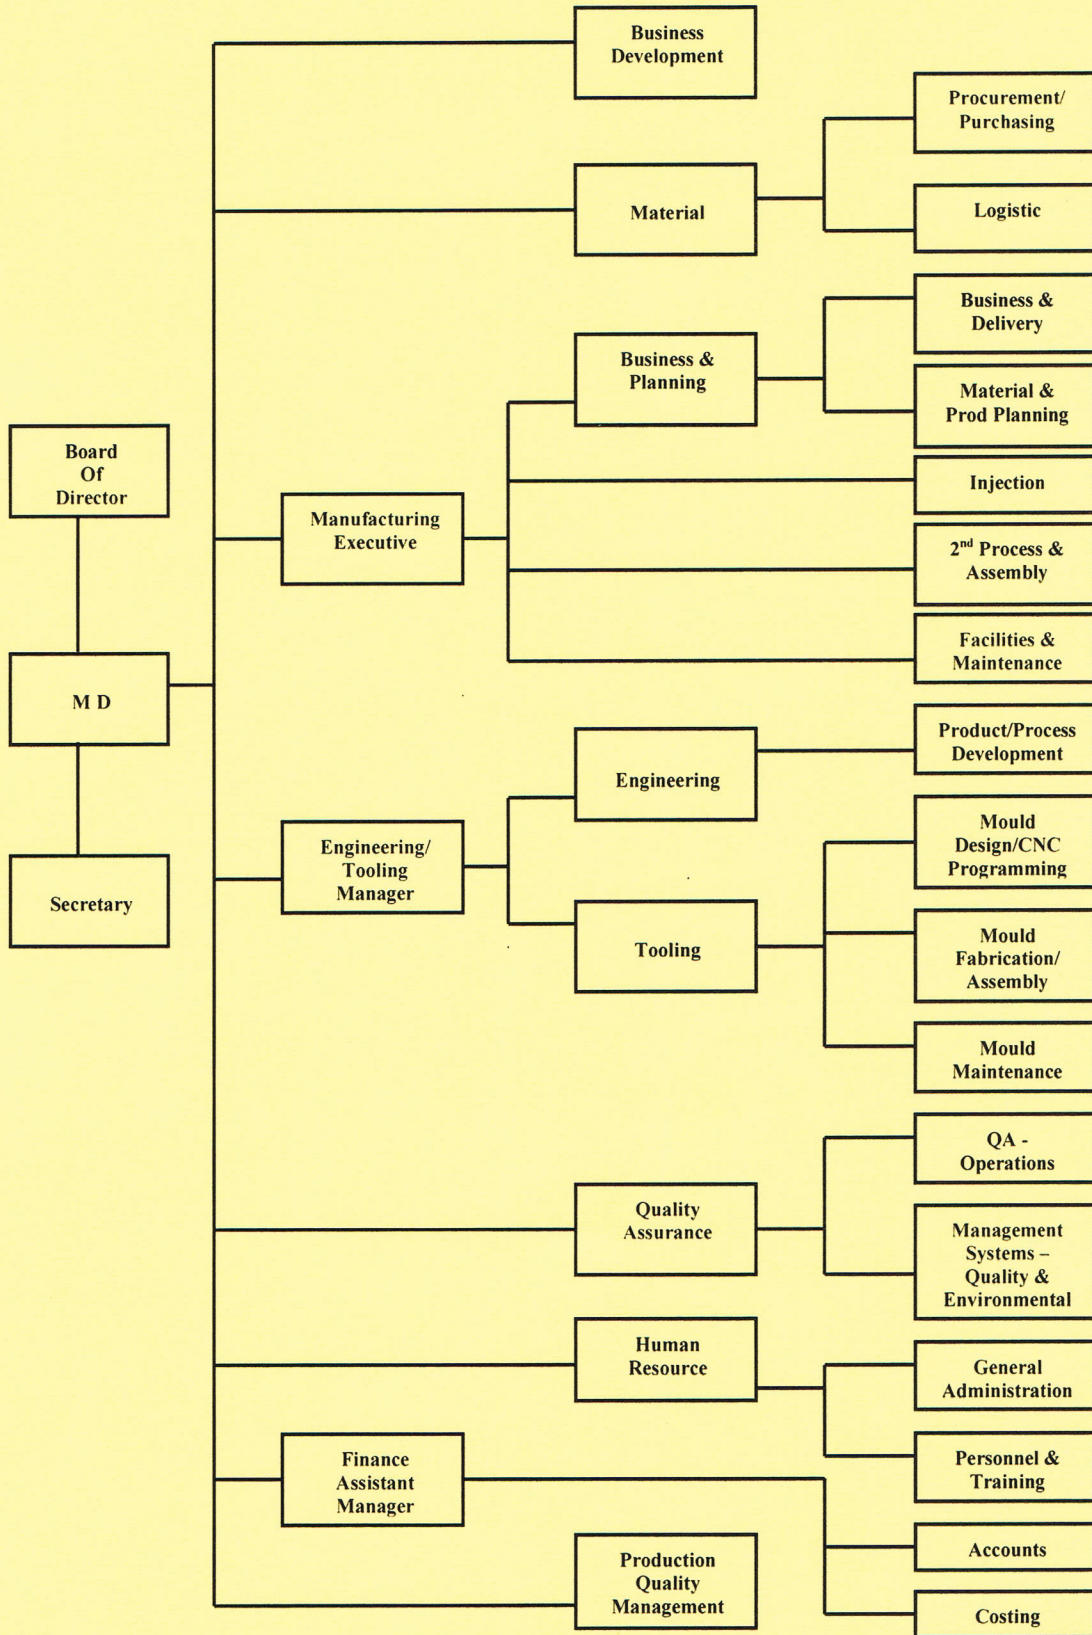 Business
Development
Procurement/
Purchasing
Material
Logistic
Business &
Delivery
Business &
Planning
Material &
Prod Planning
Board
Of
Director
Injection
Manufacturing
Executive
2nd Process &
Assembly
Facilities &
Maintenance
M D
Product/Process
Development
Engineering
Mould
Design/CNC
Programming
Engineering/
Tooling
Manager
Secretary
Tooling
Mould
Fabrication/
Assembly
Mould
Maintenance
QA -
Operations
Quality
Assurance
Management
Systems –
Quality &
Environmental
Human
Resource
General
Administration
Finance
Assistant
Manager
Personnel &
Training
Accounts
Production
Quality
Management
Costing